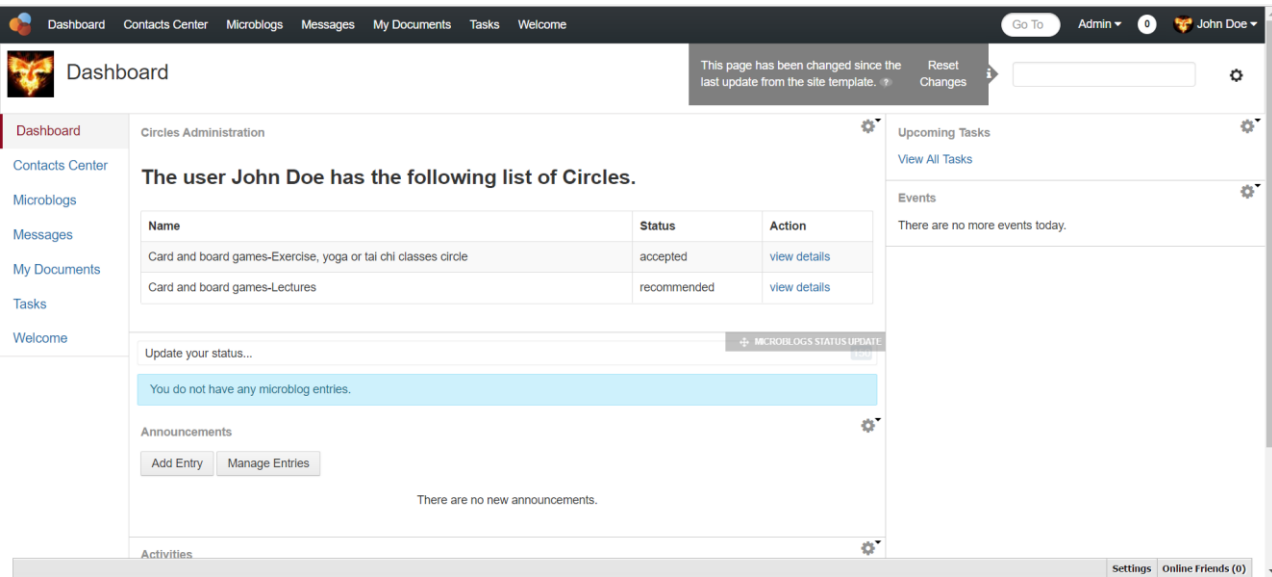 Dashboard Contacts Center Microblogs Messages My Documents Tasks Welcome Go To Admin 0 John Doe
Dashboard
This page has been changed since the
last update from the site template. ?
Reset
Changes
Dashboard
Contacts Center
Microblogs
Messages
My Documents
Tasks
Welcome
Circles Administration
The user John Doe has the following list of Circles.
Name Status Action
Card and board games-Exercise, yoga or tai chi classes circle accepted view details
Card and board games-Lectures recommended view details
MICROBLOGS STATUS UPDATE
Update your status...
You do not have any microblog entries.
Announcements
Add Entry Manage Entries
There are no new announcements.
Activities
Upcoming Tasks
View All Tasks
Events
There are no more events today.
Settings Online Friends (0)